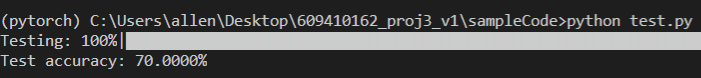 (pytorch) C:\Users\allen\Desktop\609410162_proj3_v1\sampleCode>python test.py
Testing: 100%|
Test accuracy: 70.0000%